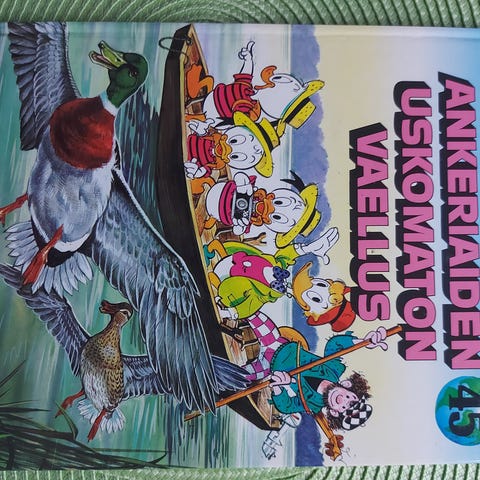 ANKERIAIDEN
USKOMATON
VAELLUS
45